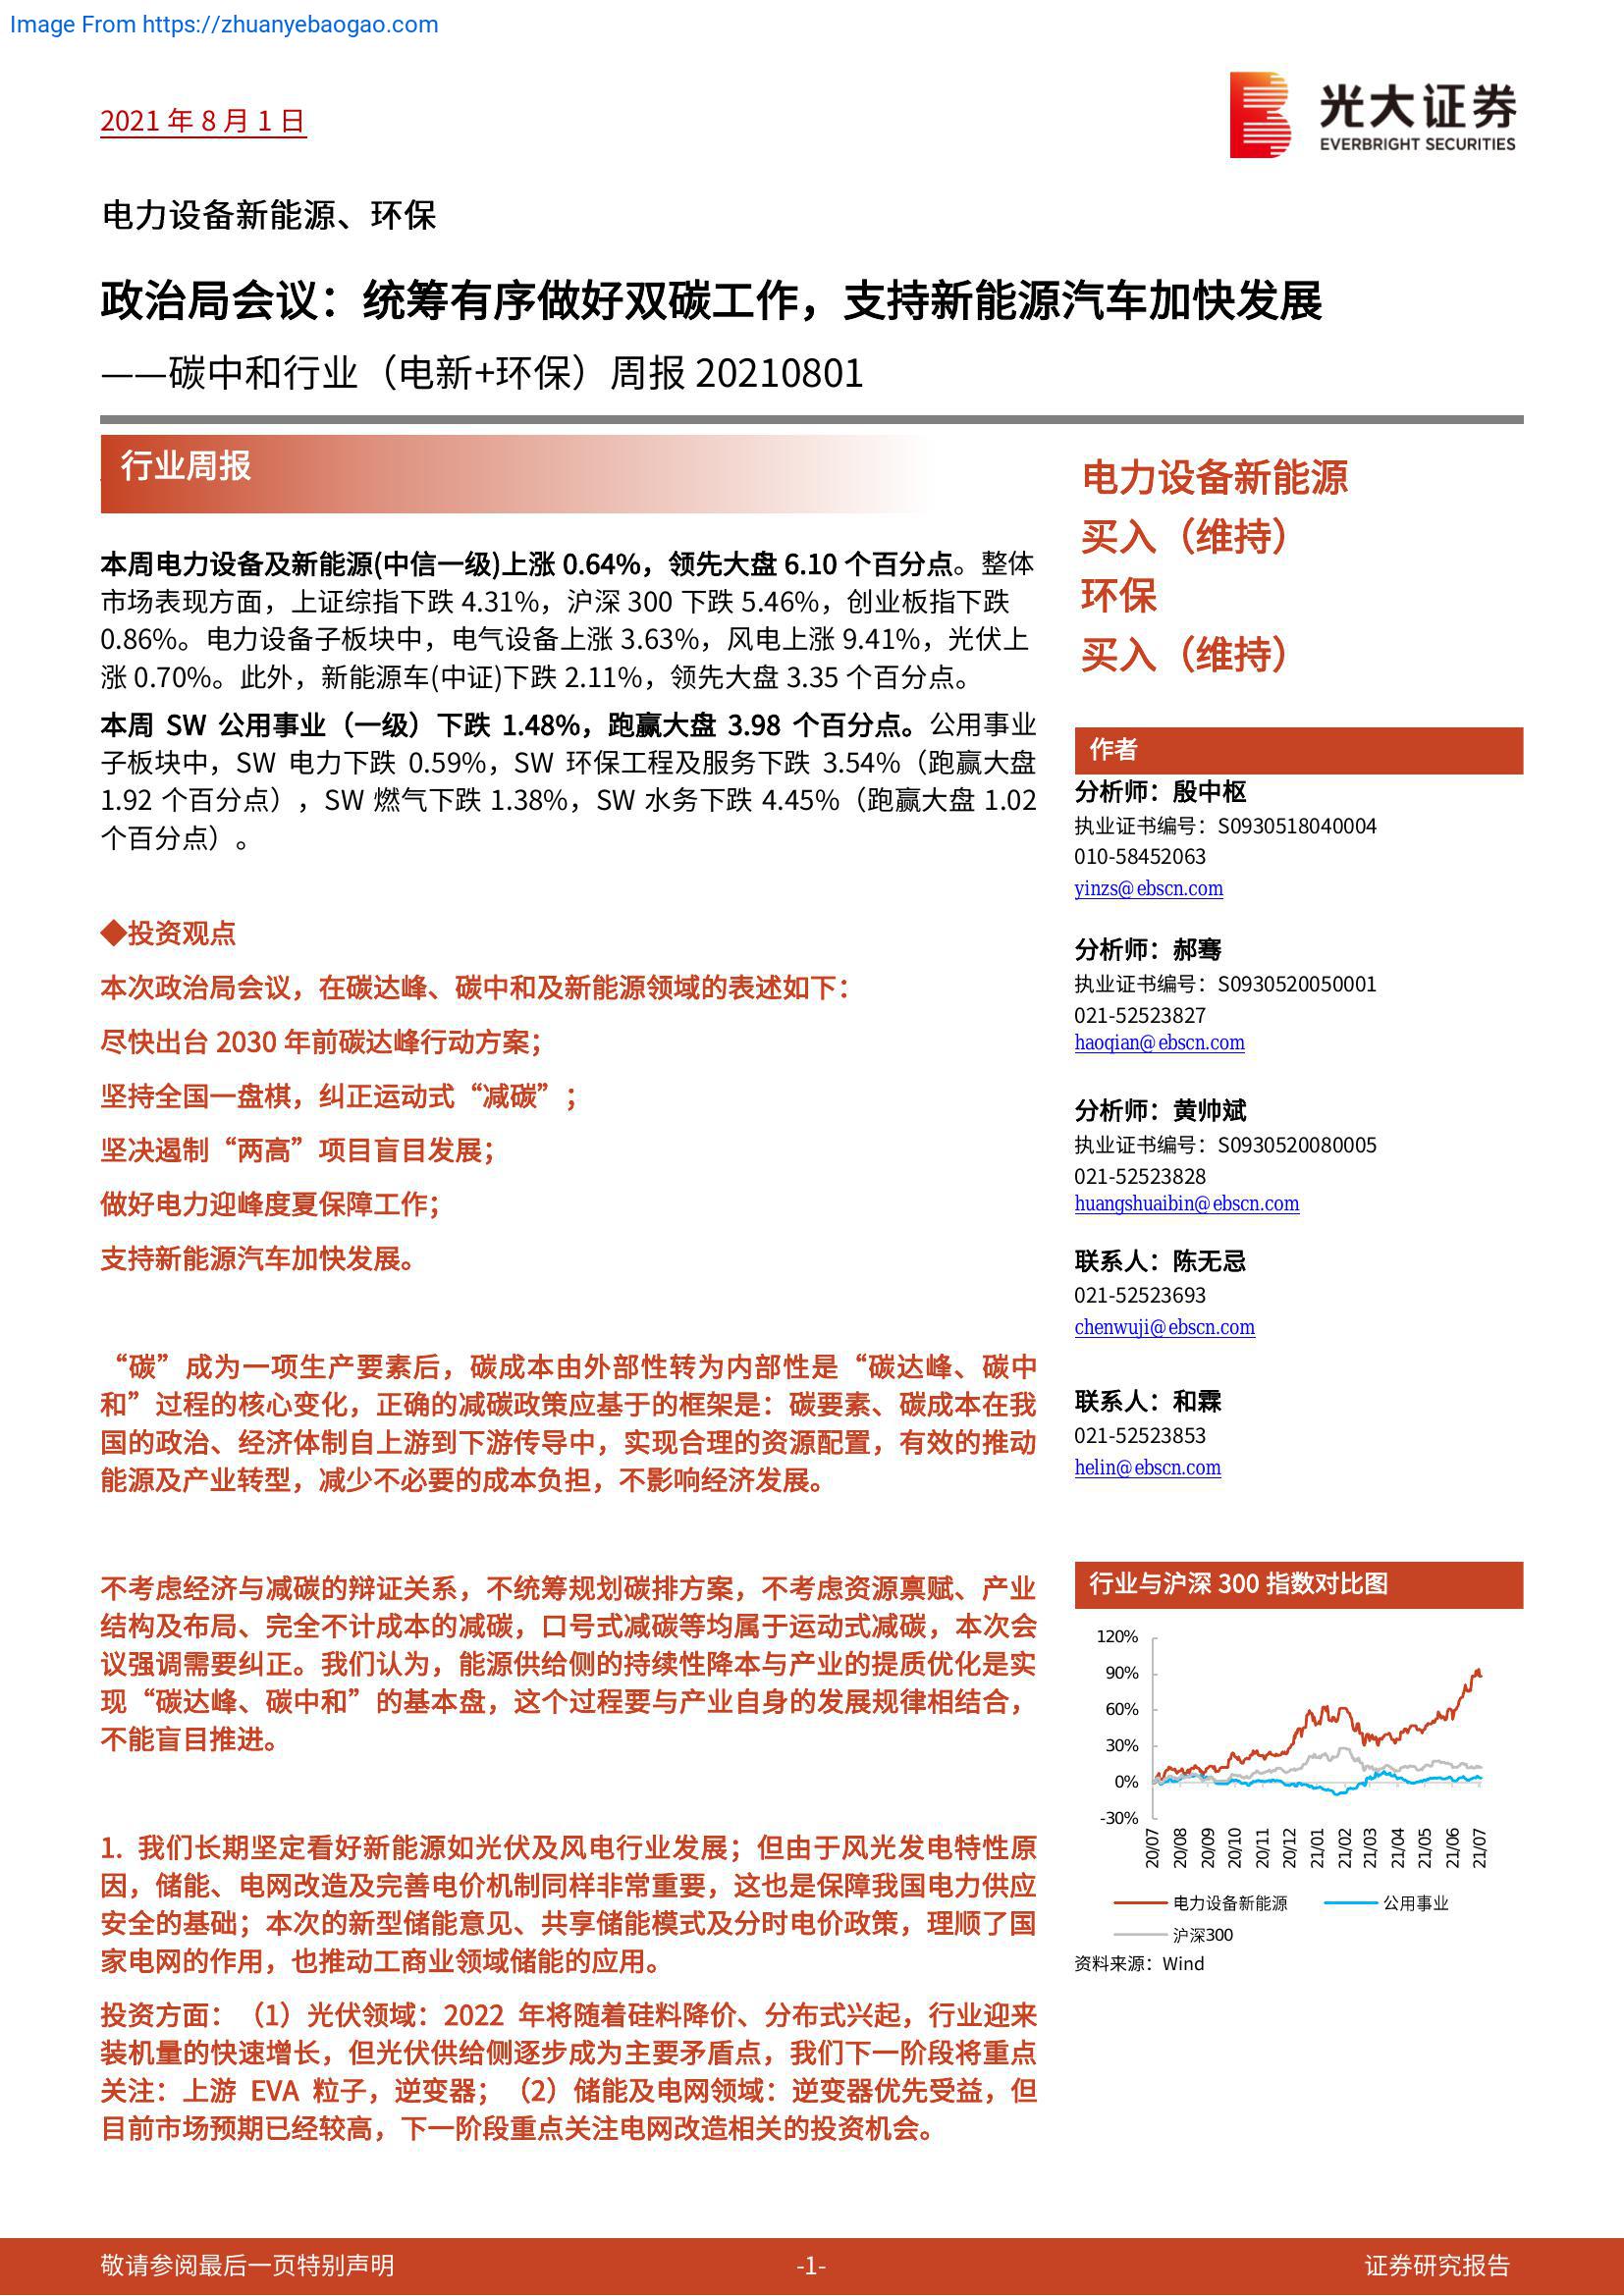 Image From https://zhuanyebaogao.com
2021 年 8 月 1 日
光大证券
EVERBRIGHT SECURITIES
电力设备新能源、环保
政治局会议：统筹有序做好双碳工作，支持新能源汽车加快发展
——碳中和行业（电新+环保）周报 20210801
行业周报
本周电力设备及新能源(中信一级)上涨 0.64%，领先大盘 6.10 个百分点。整体
市场表现方面，上证综指下跌 4.31%，沪深 300 下跌 5.46%，创业板指下跌
0.86%。电力设备子板块中，电气设备上涨 3.63%，风电上涨 9.41%，光伏上
涨 0.70%。此外，新能源车(中证)下跌 2.11%，领先大盘 3.35 个百分点。
本周 SW 公用事业（一级）下跌 1.48%，跑赢大盘 3.98 个百分点。公用事业
子板块中，SW 电力下跌 0.59%，SW 环保工程及服务下跌 3.54%（跑赢大盘
1.92 个百分点），SW 燃气下跌 1.38%，SW 水务下跌 4.45%（跑赢大盘 1.02
个百分点）。
◆投资观点
本次政治局会议，在碳达峰、碳中和及新能源领域的表述如下：
尽快出台 2030 年前碳达峰行动方案；
坚持全国一盘棋，纠正运动式“减碳”；
坚决遏制“两高”项目盲目发展；
做好电力迎峰度夏保障工作；
支持新能源汽车加快发展。
“碳”成为一项生产要素后，碳成本由外部性转为内部性是“碳达峰、碳中
和”过程的核心变化，正确的减碳政策应基于的框架是：碳要素、碳成本在我
国的政治、经济体制自上游到下游传导中，实现合理的资源配置，有效的推动
能源及产业转型，减少不必要的成本负担，不影响经济发展。
不考虑经济与减碳的辩证关系，不统筹规划碳排方案，不考虑资源禀赋、产业
结构及布局、完全不计成本的减碳，口号式减碳等均属于运动式减碳，本次会
议强调需要纠正。我们认为，能源供给侧的持续性降本与产业的提质优化是实
现“碳达峰、碳中和”的基本盘，这个过程要与产业自身的发展规律相结合，
不能盲目推进。
1. 我们长期坚定看好新能源如光伏及风电行业发展；但由于风光发电特性原
因，储能、电网改造及完善电价机制同样非常重要，这也是保障我国电力供应
安全的基础；本次的新型储能意见、共享储能模式及分时电价政策，理顺了国
家电网的作用，也推动工商业领域储能的应用。
投资方面：（1）光伏领域：2022 年将随着硅料降价、分布式兴起，行业迎来
装机量的快速增长，但光伏供给侧逐步成为主要矛盾点，我们下一阶段将重点
关注：上游 EVA 粒子，逆变器；（2）储能及电网领域：逆变器优先受益，但
目前市场预期已经较高，下一阶段重点关注电网改造相关的投资机会。
电力设备新能源
买入（维持）
环保
买入（维持）
作者
分析师：殷中枢
执业证书编号：S0930518040004
010-58452063
yinzs@ebscn.com
分析师：郝骞
执业证书编号：S0930520050001
021-52523827
haoqian@ebscn.com
分析师：黄帅斌
执业证书编号：S0930520080005
021-52523828
huangshuaibin@ebscn.com
联系人：陈无忌
021-52523693
chenwuji@ebscn.com
联系人：和霖
021-52523853
helin@ebscn.com
行业与沪深 300 指数对比图
120%
90%
60%
30%
0%
-30%
20/07 20/08 20/09 20/10 20/11 20/12 21/01 21/02 21/03 21/04 21/05 21/06 21/07
电力设备新能源 公用事业
沪深300
资料来源：Wind
敬请参阅最后一页特别声明 -1- 证券研究报告